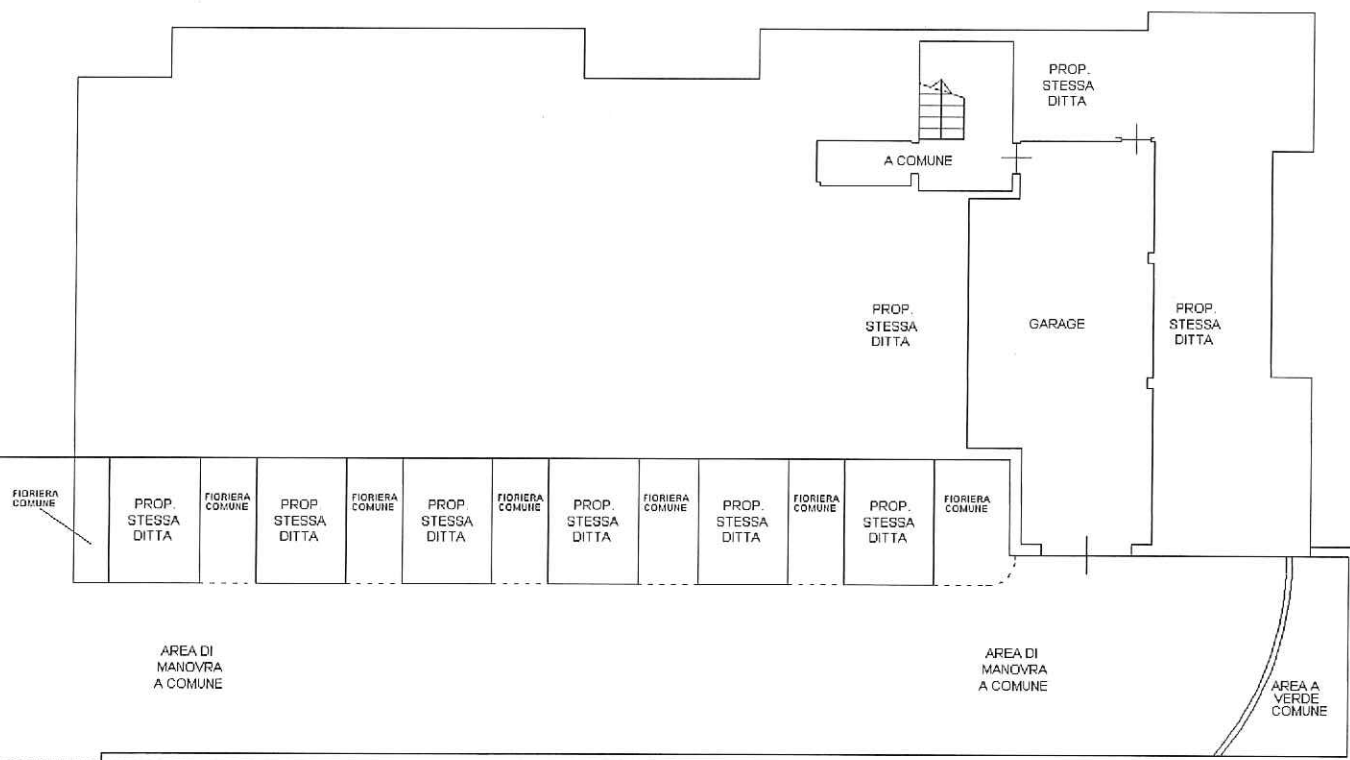 PROP.
STESSA
DITTA
A COMUNE
PROP.
STESSA
DITTA
GARAGE
PROP.
STESSA
DITTA
FIORIERA
COMUNE
PROP.
STESSA
DITTA
FIORIERA
COMUNE
PROP.
STESSA
DITTA
FIORIERA
COMUNE
PROP.
STESSA
DITTA
FIORIERA
COMUNE
PROP.
STESSA
DITTA
FIORIERA
COMUNE
PROP.
STESSA
DITTA
FIORIERA
COMUNE
PROP.
STESSA
DITTA
FIORIERA
COMUNE
AREA DI
MANOVRA
A COMUNE
AREA DI
MANOVRA
A COMUNE
AREA A
VERDE
COMUNE